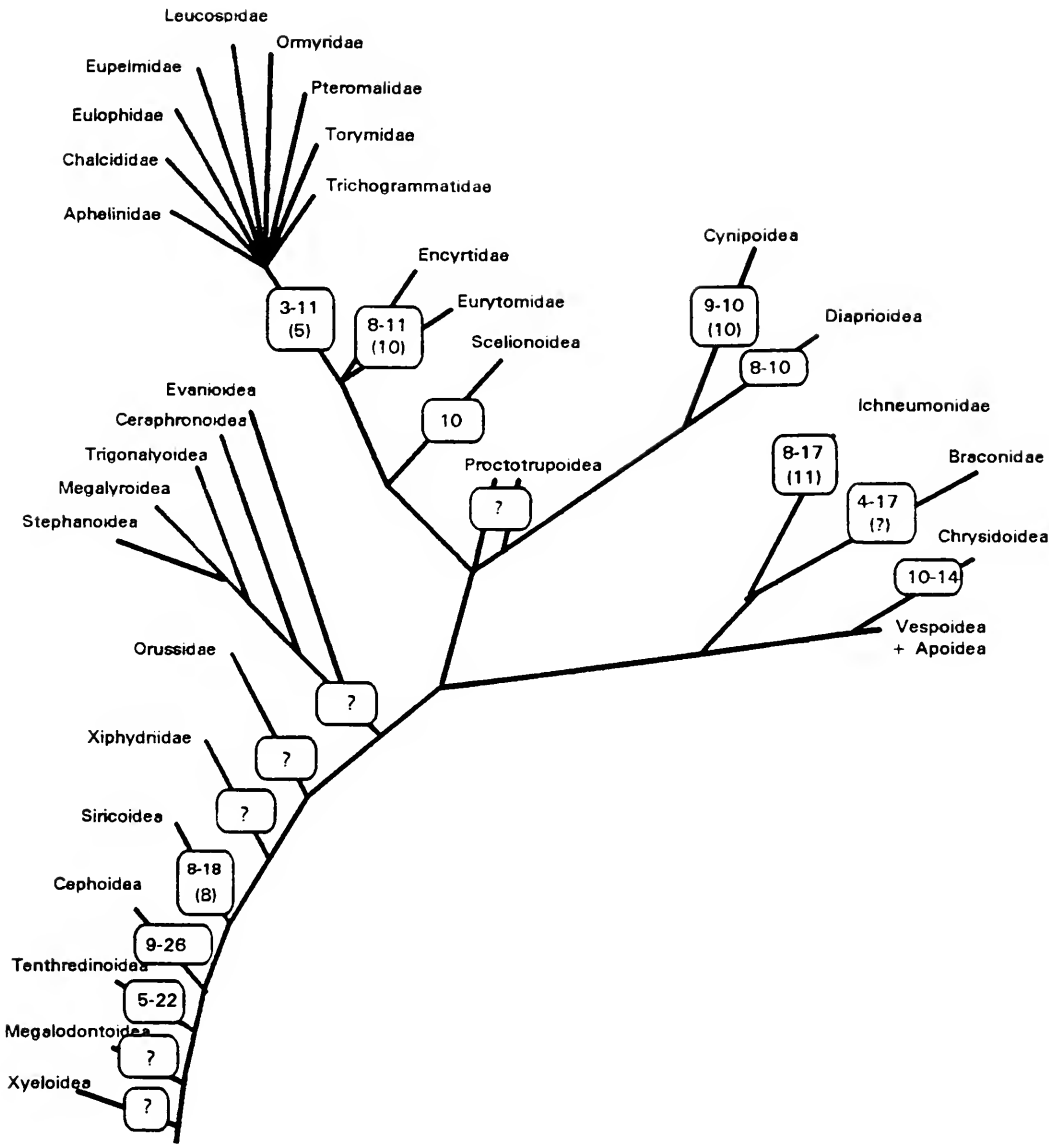 Leucospidae
Ormyridae
Eupelmidae
Pteromalidae
Eulophidae
Torymidae
Chalcididae
Trichogrammatidae
Aphelinidae
Cynipoidea
Encyrtidae
3-11
(5)
8-11
(10)
Eurytomidae
9-10
(10)
Diaprioidea
Scelionoidea
8-10
Evanioidea
Ceraphronoidea
10
Ichneumonidae
Trigonalyoidea
Proctotrupoidea
8-17
(11)
Braconidae
Megalyroidea
?
4-17
(?)
Stephanoidea
Chrysidoidea
10-14
Vespoidea
+ Apoidea
Orussidae
?
Xiphydnidae
?
?
Siricoidea
8-18
(8)
Cephoidea
9-26
Tenthredinoidea
5-22
Megalodontoidea
?
Xyeloidea
?